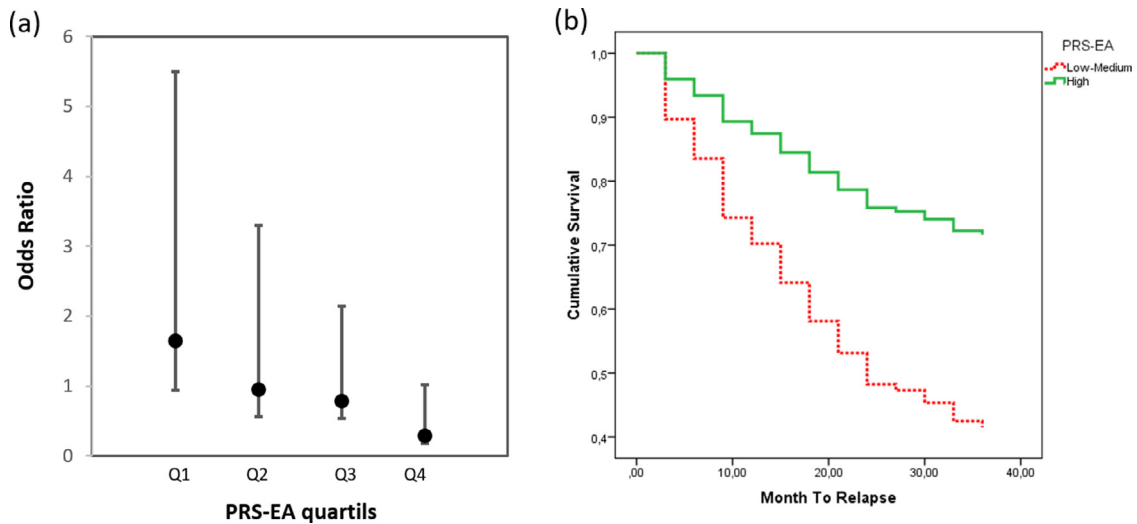 (a)
6
5
4
3
2
1
0
Odds Ratio
Q1 Q2 Q3 Q4
PRS-EA quartils
(b)
PRS-EA
Low-Medium
High
1,0
0,9
0,8
0,7
0,6
0,5
0,4
Cumulative Survival
,00 10,00 20,00 30,00 40,00
Month To Relapse